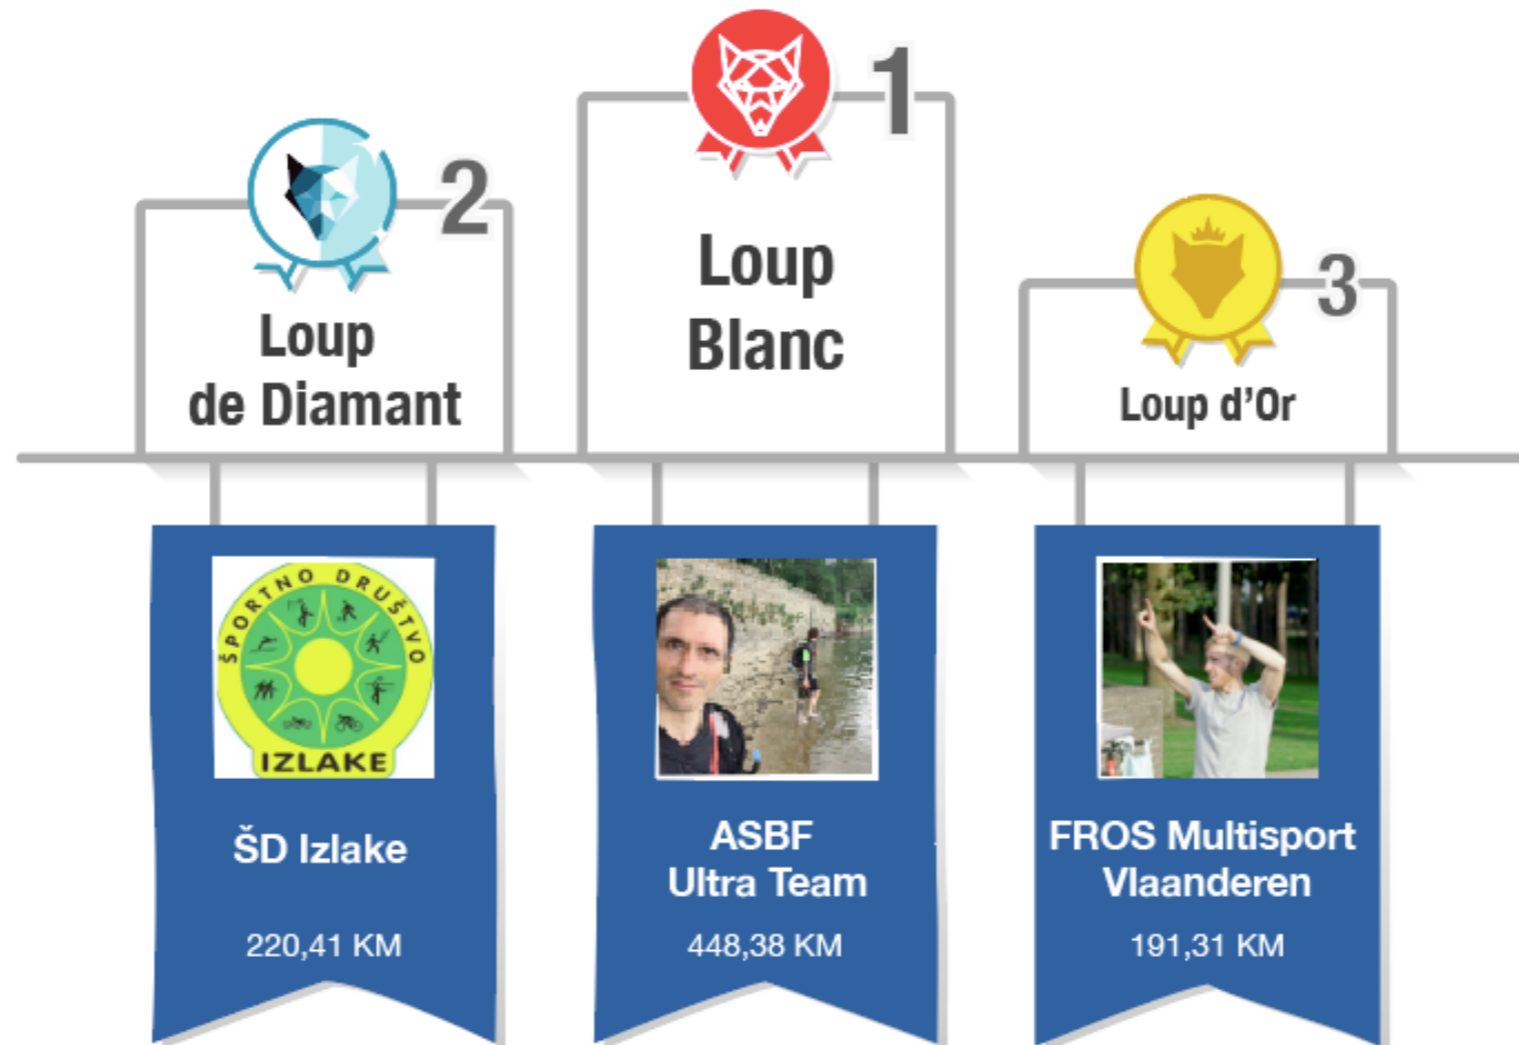 2
Loup
de Diamant
1
Loup
Blanc
3
Loup d’Or
ŠPORTNO DRUŠTVO
IZLAKE
ŠD Izlake
220,41 KM
ASBF
Ultra Team
448,38 KM
FROS Multisport
Vlaanderen
191,31 KM